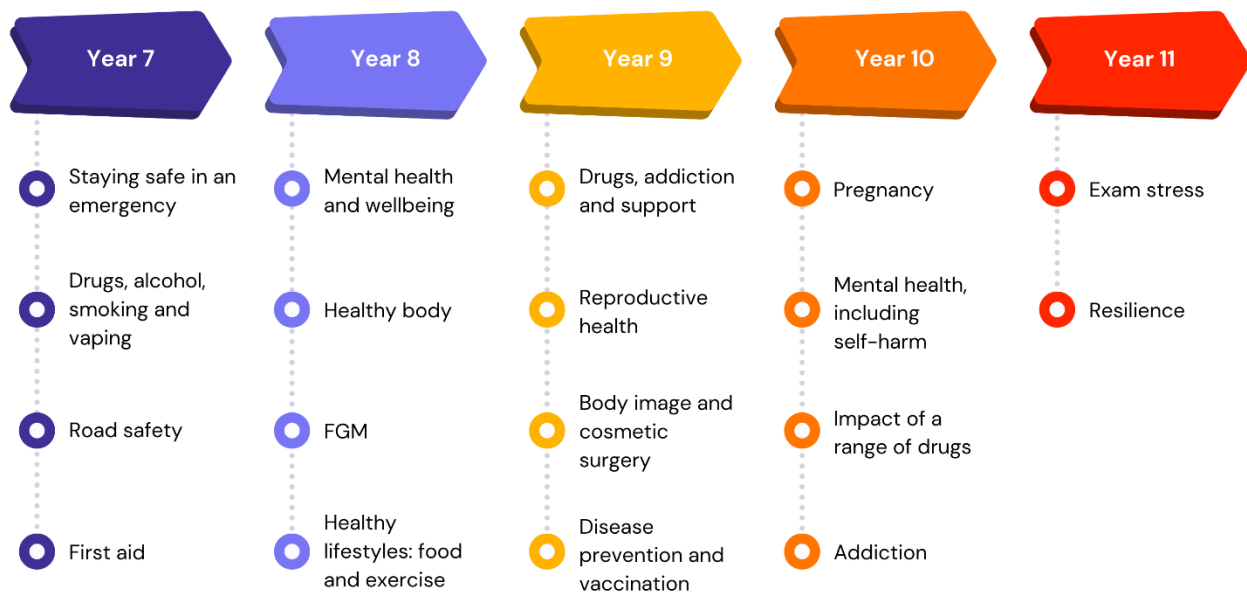 Year 7
Staying safe in an
emergency
Drugs, alcohol,
smoking and
vaping
Road safety
First aid
Year 8
Mental health
and wellbeing
Healthy body
FGM
Healthy
lifestyles: food
and exercise
Year 9
Drugs, addiction
and support
Reproductive
health
Body image and
cosmetic
surgery
Disease
prevention and
vaccination
Year 10
Pregnancy
Mental health,
including
self-harm
Impact of a
range of drugs
Addiction
Year 11
Exam stress
Resilience